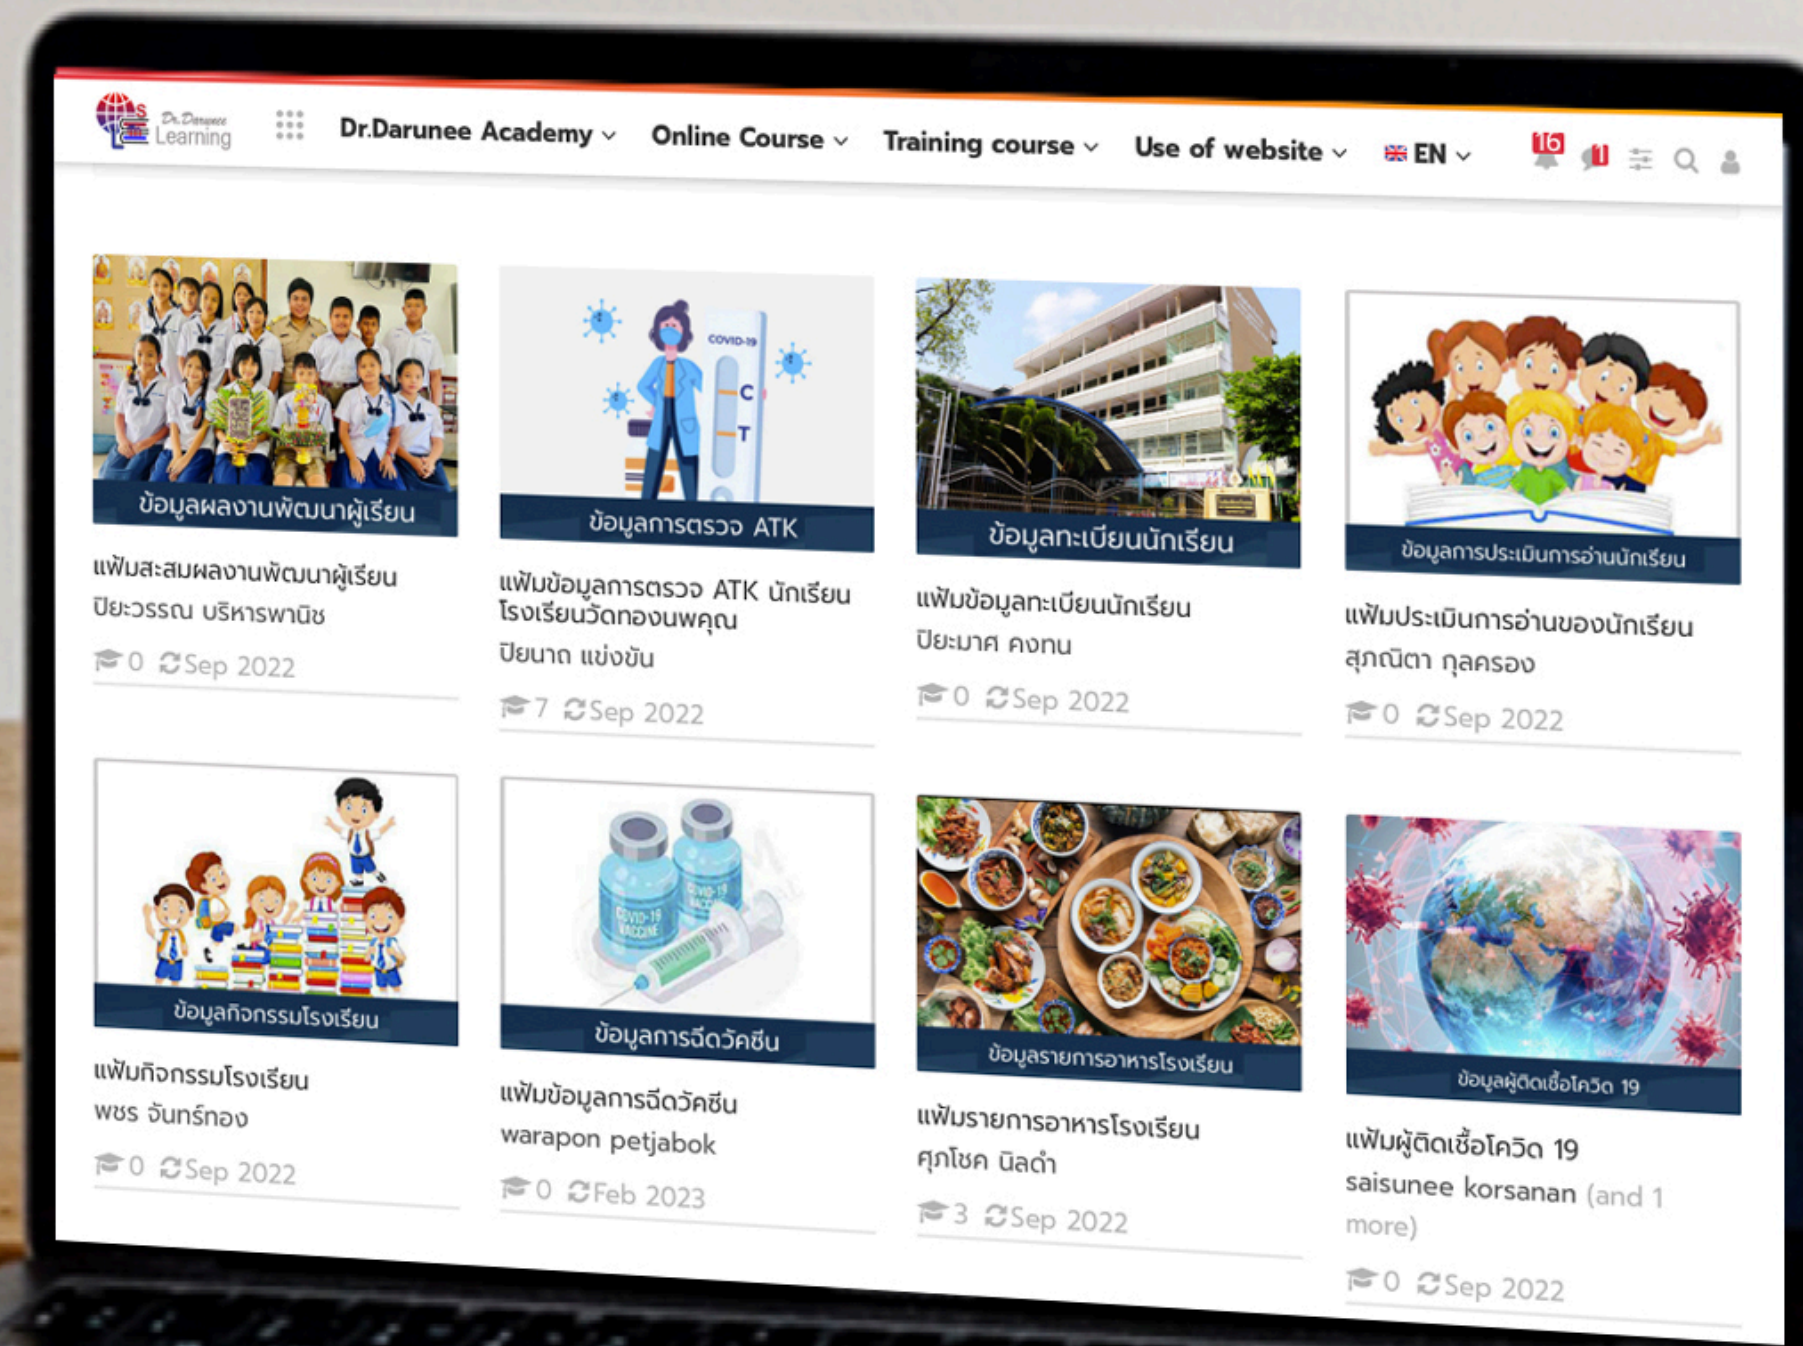 Dr.Darunee
Learning
Dr.Darunee Academy
Online Course
Training course
Use of website
EN
16
1
ข้อมูลผลงานพัฒนาผู้เรียน
แฟ้มสะสมผลงานพัฒนาผู้เรียน
ปิยะวรรณ บริหารพานิช
0 Sep 2022
COVID-19
C
T
ข้อมูลการตรวจ ATK
แฟ้มข้อมูลการตรวจ ATK นักเรียน
โรงเรียนวัดทองนพคุณ
ปิยนาถ แข่งขัน
7 Sep 2022
ข้อมูลทะเบียนนักเรียน
แฟ้มข้อมูลทะเบียนนักเรียน
ปิยะมาศ คงทน
0 Sep 2022
ข้อมูลการประเมินการอ่านนักเรียน
แฟ้มประเมินการอ่านของนักเรียน
สุภณิตา กุลครอง
0 Sep 2022
ข้อมูลกิจกรรมโรงเรียน
แฟ้มกิจกรรมโรงเรียน
พชร จันทร์ทอง
0 Sep 2022
COVID-19
VACCINE
COVID-19
VACCINE
ข้อมูลการฉีดวัคซีน
แฟ้มข้อมูลการฉีดวัคซีน
warapon petjabok
0 Feb 2023
ข้อมูลรายการอาหารโรงเรียน
แฟ้มรายการอาหารโรงเรียน
ศุภโชค นิลดำ
3 Sep 2022
ข้อมูลผู้ติดเชื้อโควิด 19
แฟ้มผู้ติดเชื้อโควิด 19
saisunee korsanan (and 1
more)
0 Sep 2022